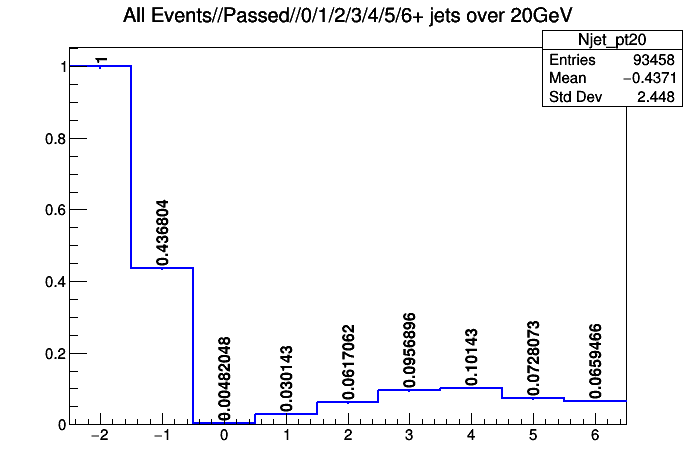 All Events//Passed//0/1/2/3/4/5/6+ jets over 20GeV
Njet_pt20
Entries 93458
Mean −0.4371
Std Dev 2.448
1
0.8
0.6
0.4
0.2
0
1
0.436804
0.00482048
0.030143
0.0617062
0.0956896
0.10143
0.0728073
0.0659466
−2 −1 0 1 2 3 4 5 6